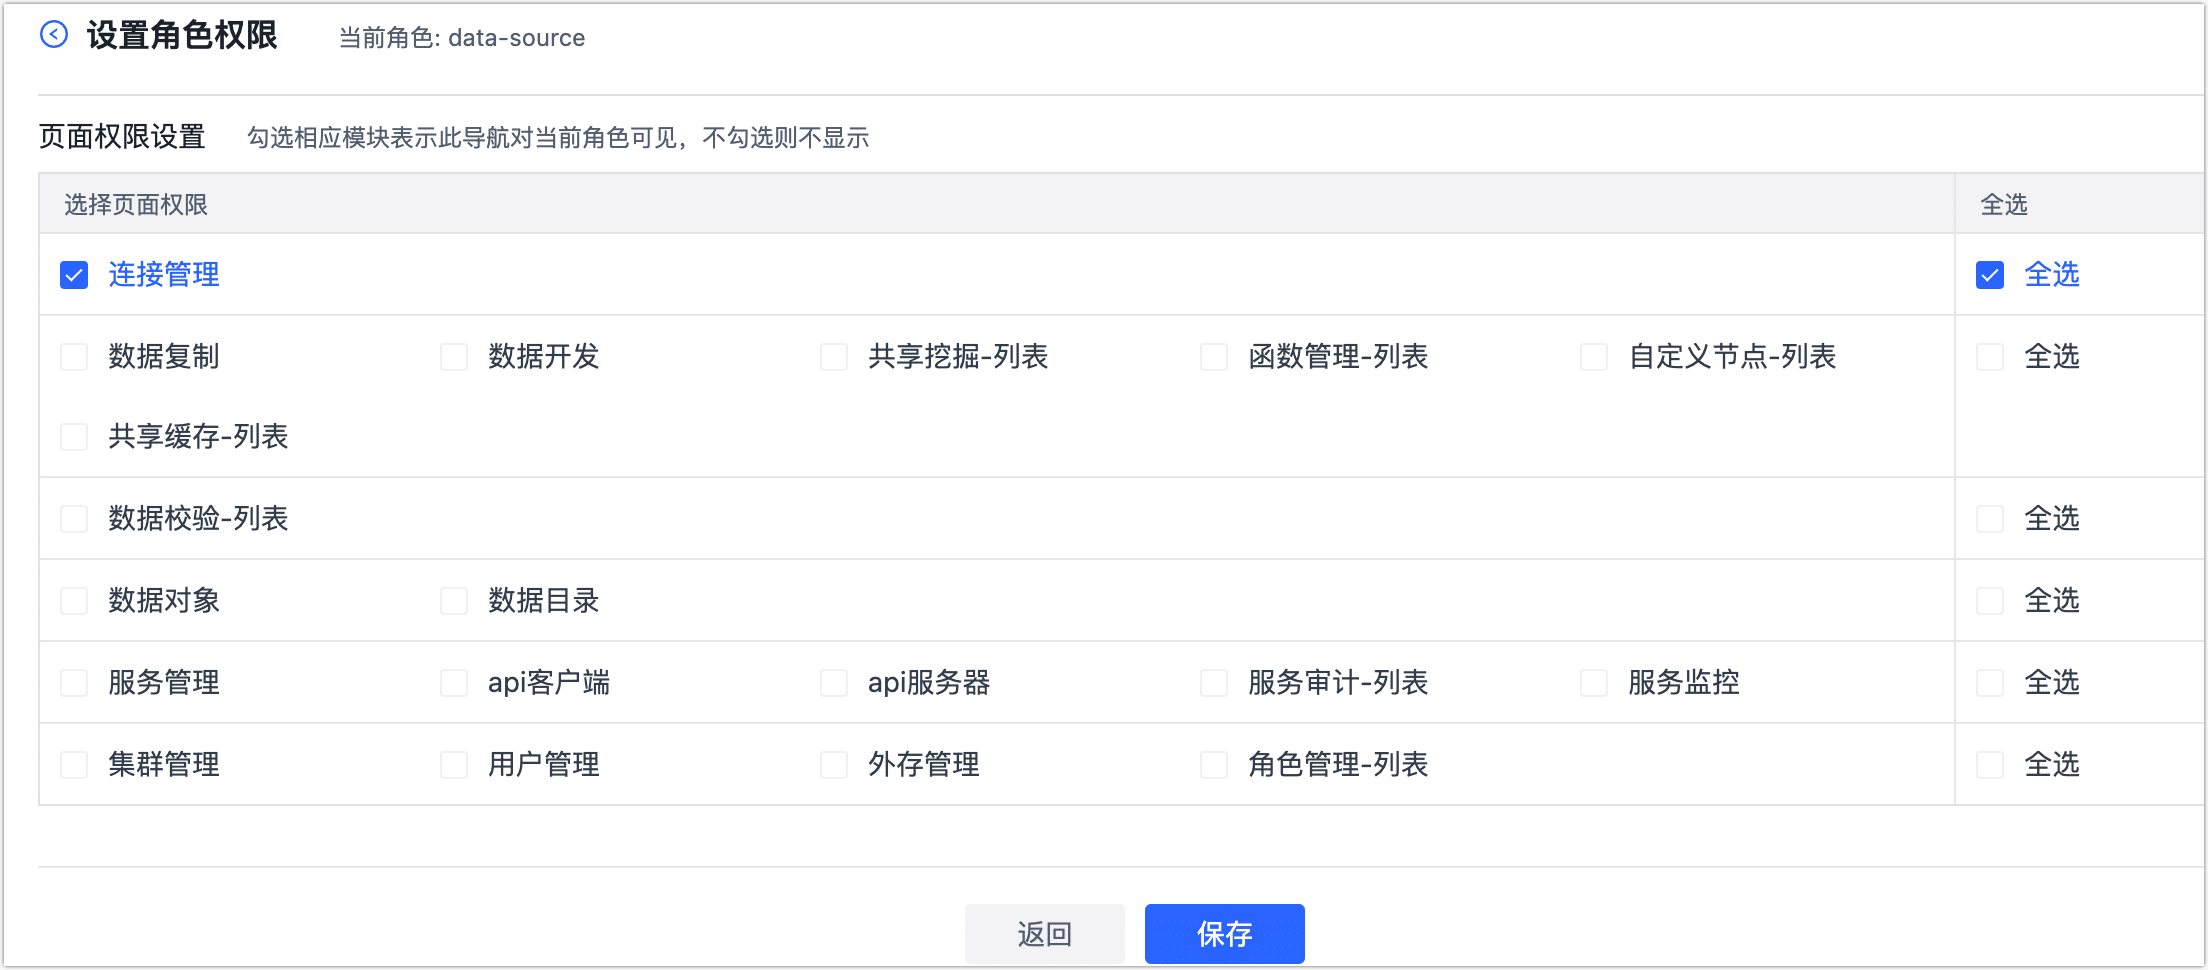 设置角色权限 当前角色: data-source
页面权限设置 勾选相应模块表示此导航对当前角色可见，不勾选则不显示
选择页面权限 全选
连接管理 全选
数据复制 数据开发 共享挖掘-列表 函数管理-列表 自定义节点-列表 全选
共享缓存-列表
数据校验-列表 全选
数据对象 数据目录 全选
服务管理 api客户端 api服务器 服务审计-列表 服务监控 全选
集群管理 用户管理 外存管理 角色管理-列表 全选
返回 保存